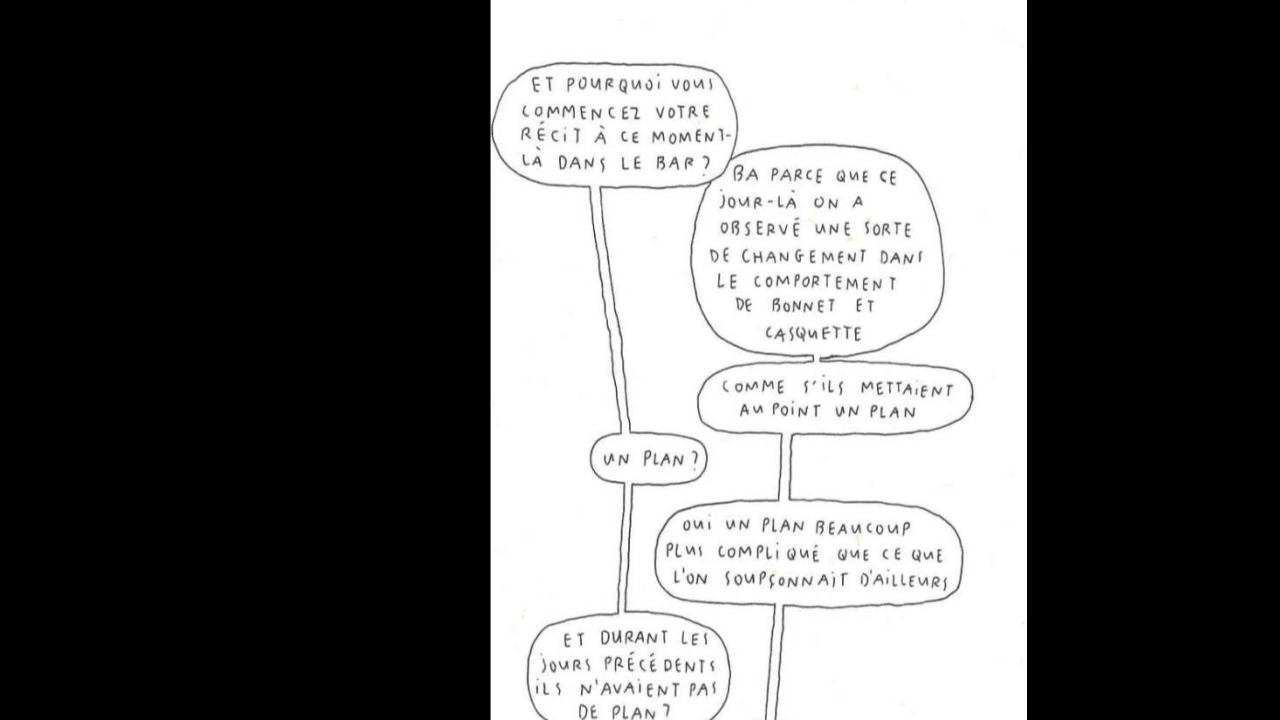 ET POURQUOI VOUS
COMMENCEZ VOTRE
RÉCIT À CE MOMENT-
LÀ DANS LE BAR ?
BA PARCE QUE CE
JOUR-LÀ ON A
OBSERVÉ UNE SORTE
DE CHANGEMENT DANS
LE COMPORTEMENT
DE BONNET ET
CASQUETTE
COMME S'ILS METTAIENT
AU POINT UN PLAN
UN PLAN ?
OUI UN PLAN BEAUCOUP
PLUS COMPLIQUÉ QUE CE QUE
L'ON SOUPÇONNAIT D'AILLEURS
ET DURANT LES
JOURS PRÉCÉDENTS
ILS N'AVAIENT PAS
DE PLAN ?